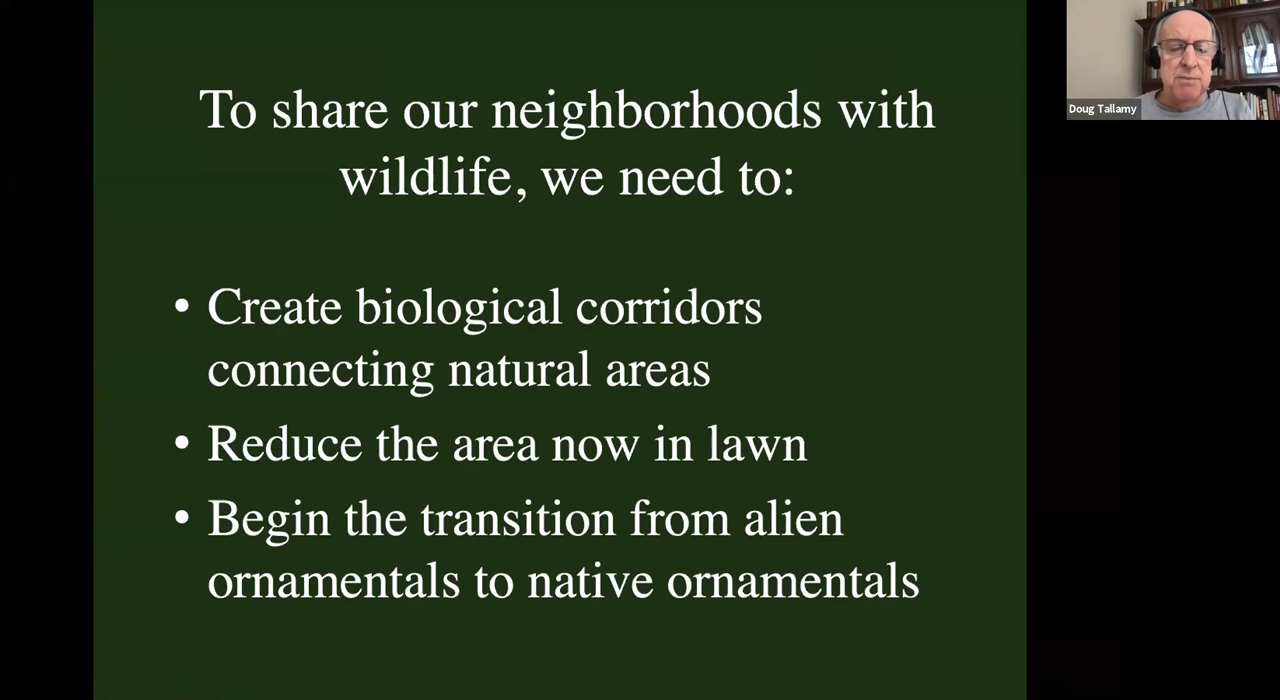 To share our neighborhoods with
wildlife, we need to:
• Create biological corridors
connecting natural areas
• Reduce the area now in lawn
• Begin the transition from alien
ornamentals to native ornamentals
Doug Tallamy